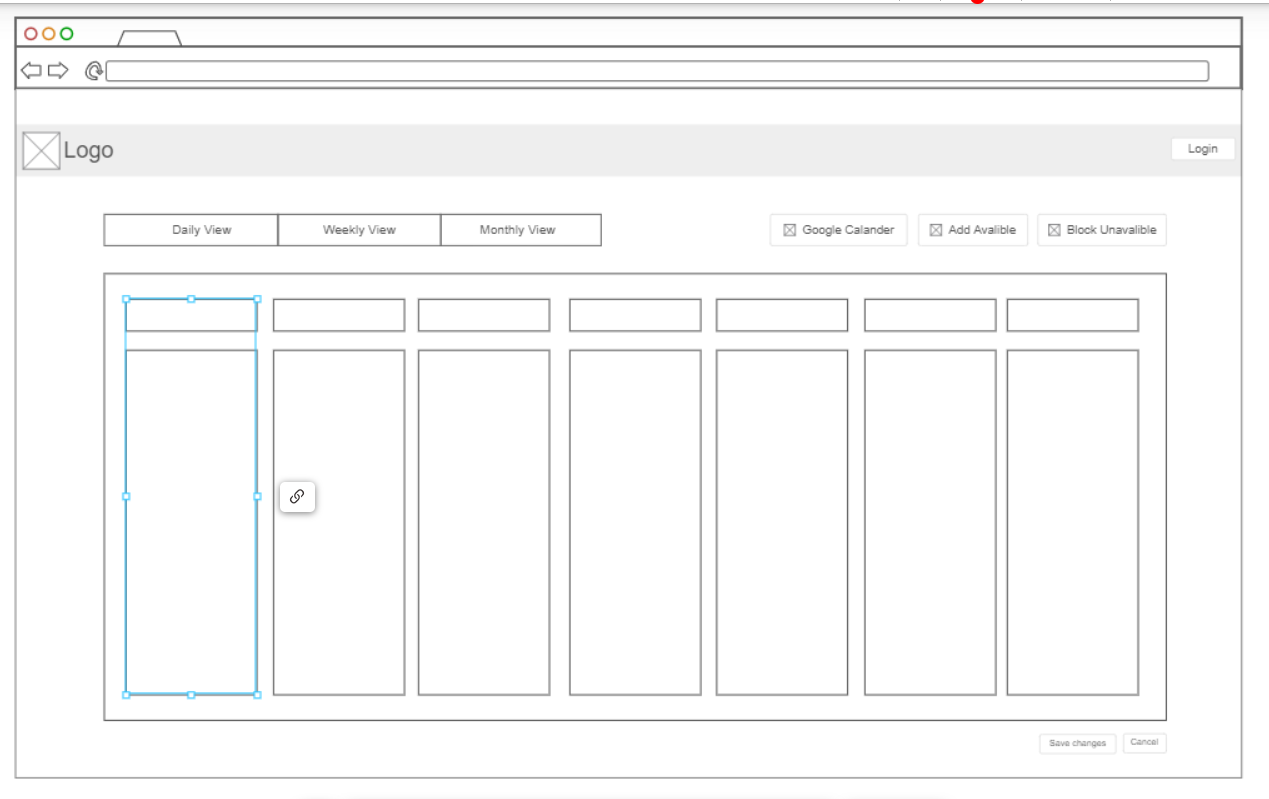 Logo
Login
Daily View
Weekly View
Monthly View
Google Calander
Add Avalible
Block Unavalible
Save changes
Cancel